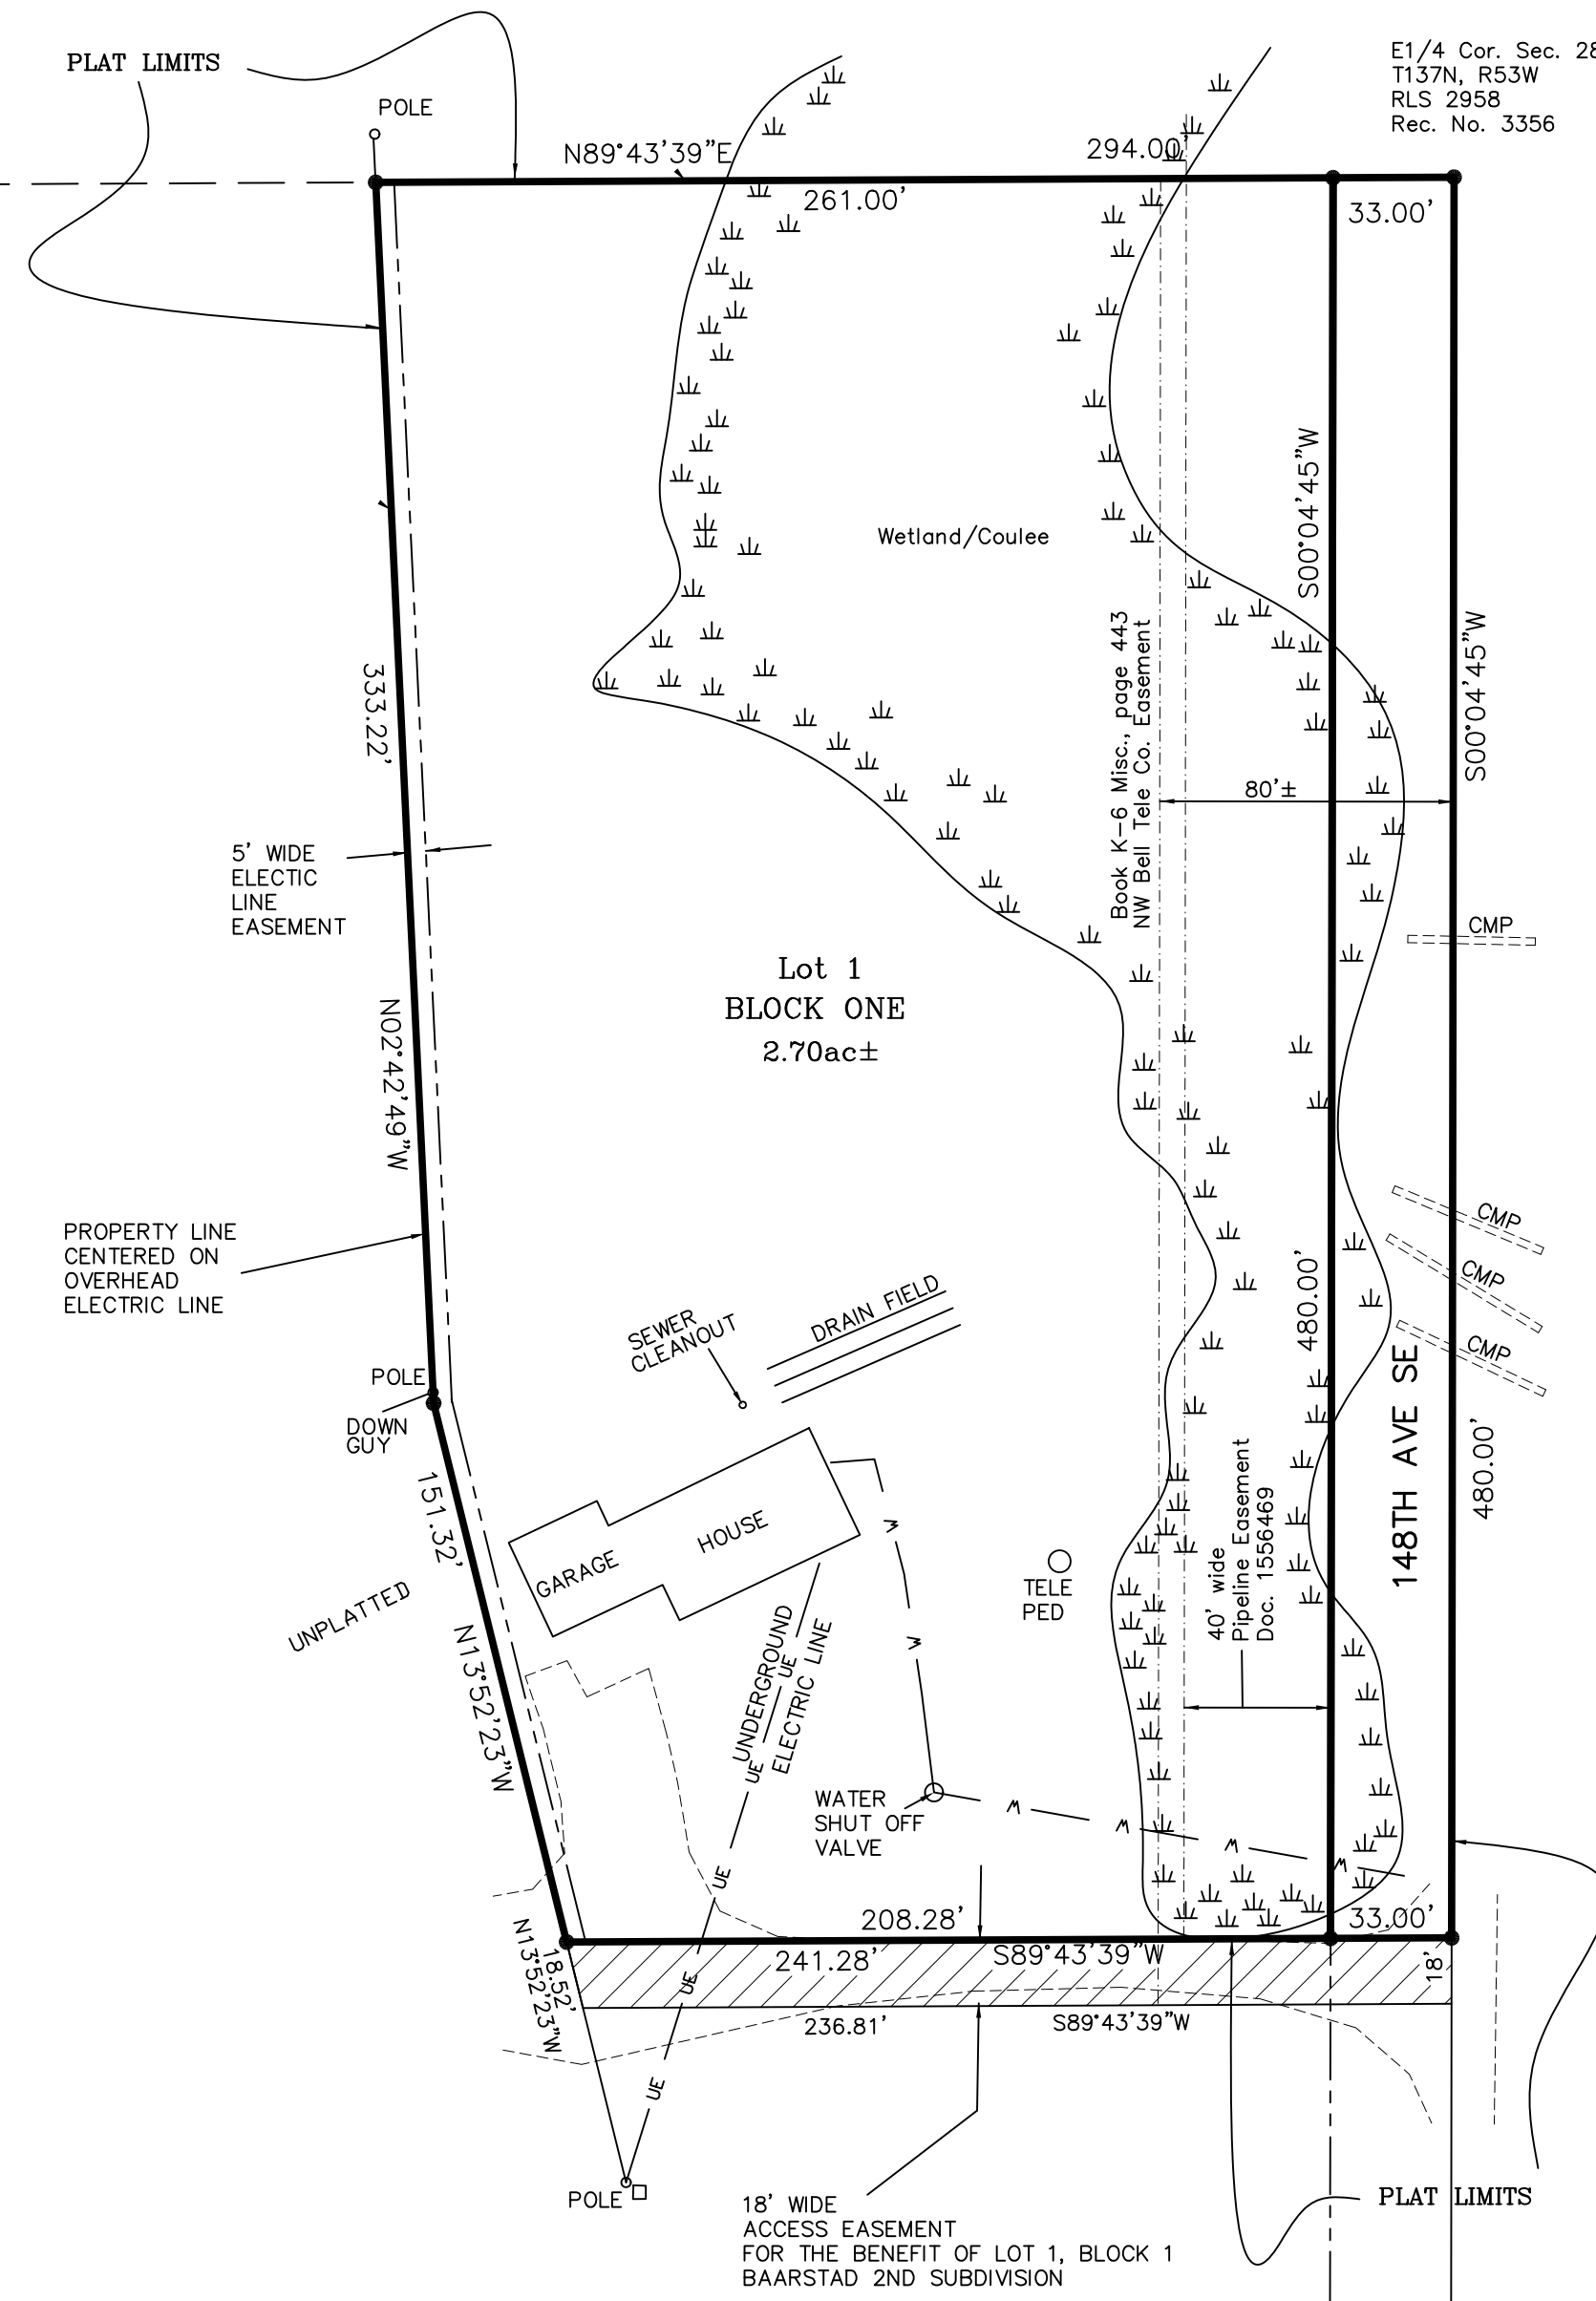 PLAT LIMITS
POLE
E1/4 Cor. Sec. 28
T137N, R53W
RLS 2958
Rec. No. 3356
N89°43'39"E
294.00'
261.00'
33.00'
S00°04'45"W
Wetland/Coulee
333.22'
Book K-6 Misc., page 443
NW Bell Tele Co. Easement
S00°04'45"W
80'±
5' WIDE
ELECTIC
LINE
EASEMENT
CMP
Lot 1
BLOCK ONE
2.70ac±
N02°42'49"W
PROPERTY LINE
CENTERED ON
OVERHEAD
ELECTRIC LINE
CMP
CMP
CMP
480.00'
148TH AVE SE
480.00'
SEWER
CLEANOUT
DRAIN FIELD
POLE
DOWN
GUY
151.32'
HOUSE
GARAGE
W
TELE
PED
40' wide
Pipeline Easement
Doc. 1556469
UNPLATTED
N13°52'23"W
UNDERGROUND
ELECTRIC LINE
UE
W
UE
WATER
SHUT OFF
VALVE
W
W
W
W
UE
208.28'
33.00'
241.28'
S89°43'39"W
18'
18.52'
N13°52'23"W
UE
236.81'
S89°43'39"W
UE
POLE
18' WIDE
ACCESS EASEMENT
FOR THE BENEFIT OF LOT 1, BLOCK 1
BAARSTAD 2ND SUBDIVISION
PLAT LIMITS